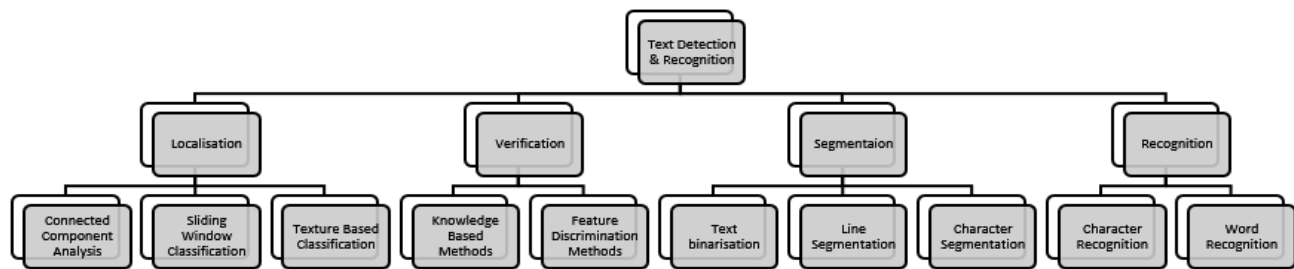 Text Detection
& Recognition
Localisation
Verification
Segmentaion
Recognition
Connected
Component
Analysis
Sliding
Window
Classification
Texture Based
Classification
Knowledge
Based
Methods
Feature
Discrimination
Methods
Text
binarisation
Line
Segmentation
Character
Segmentation
Character
Recognition
Word
Recognition